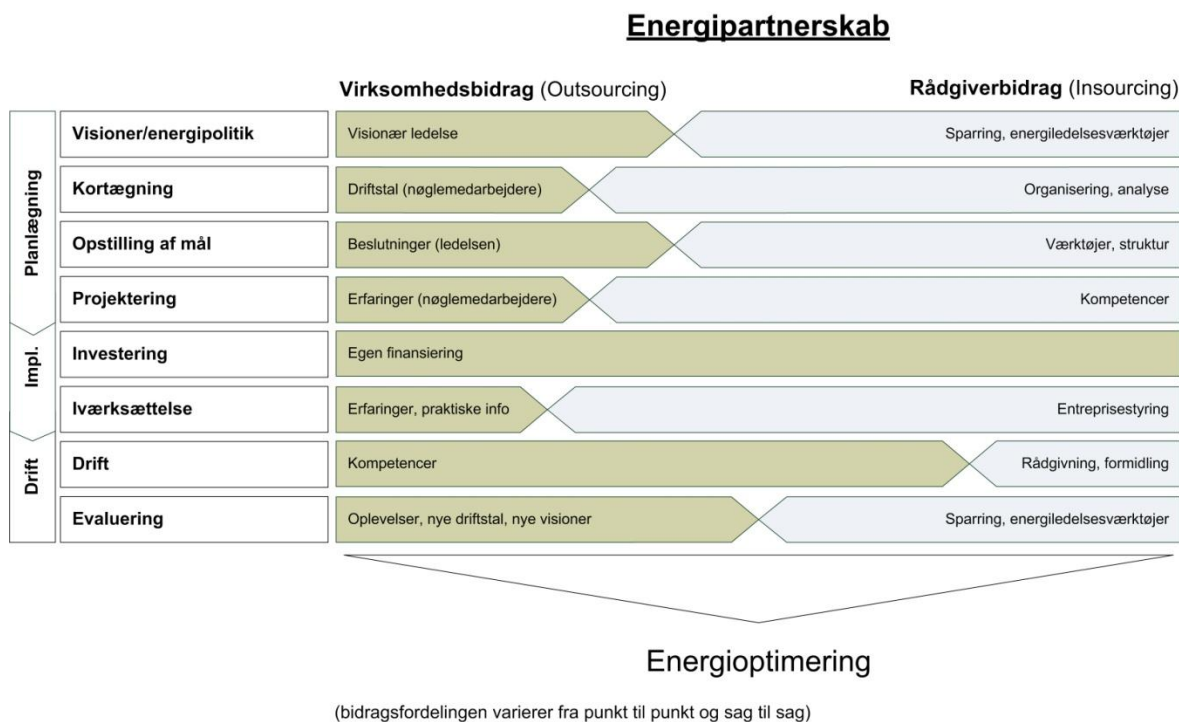 Energipartnerskab
Virksomhedsbidrag (Outsourcing)
Rådgiverbidrag (Insourcing)
Planlægning
Visioner/energipolitik
Visionær ledelse
Sparring, energiledelsesværktøjer
Kortægning
Driftstal (nøglemedarbejdere)
Organisering, analyse
Opstilling af mål
Beslutninger (ledelsen)
Værktøjer, struktur
Projektering
Erfaringer (nøglemedarbejdere)
Kompetencer
Impl.
Investering
Egen finansiering
Iværksættelse
Erfaringer, praktiske info
Entreprisestyring
Drift
Drift
Kompetencer
Rådgivning, formidling
Evaluering
Oplevelser, nye driftstal, nye visioner
Sparring, energiledelsesværktøjer
Energioptimering
(bidragsfordelingen varierer fra punkt til punkt og sag til sag)